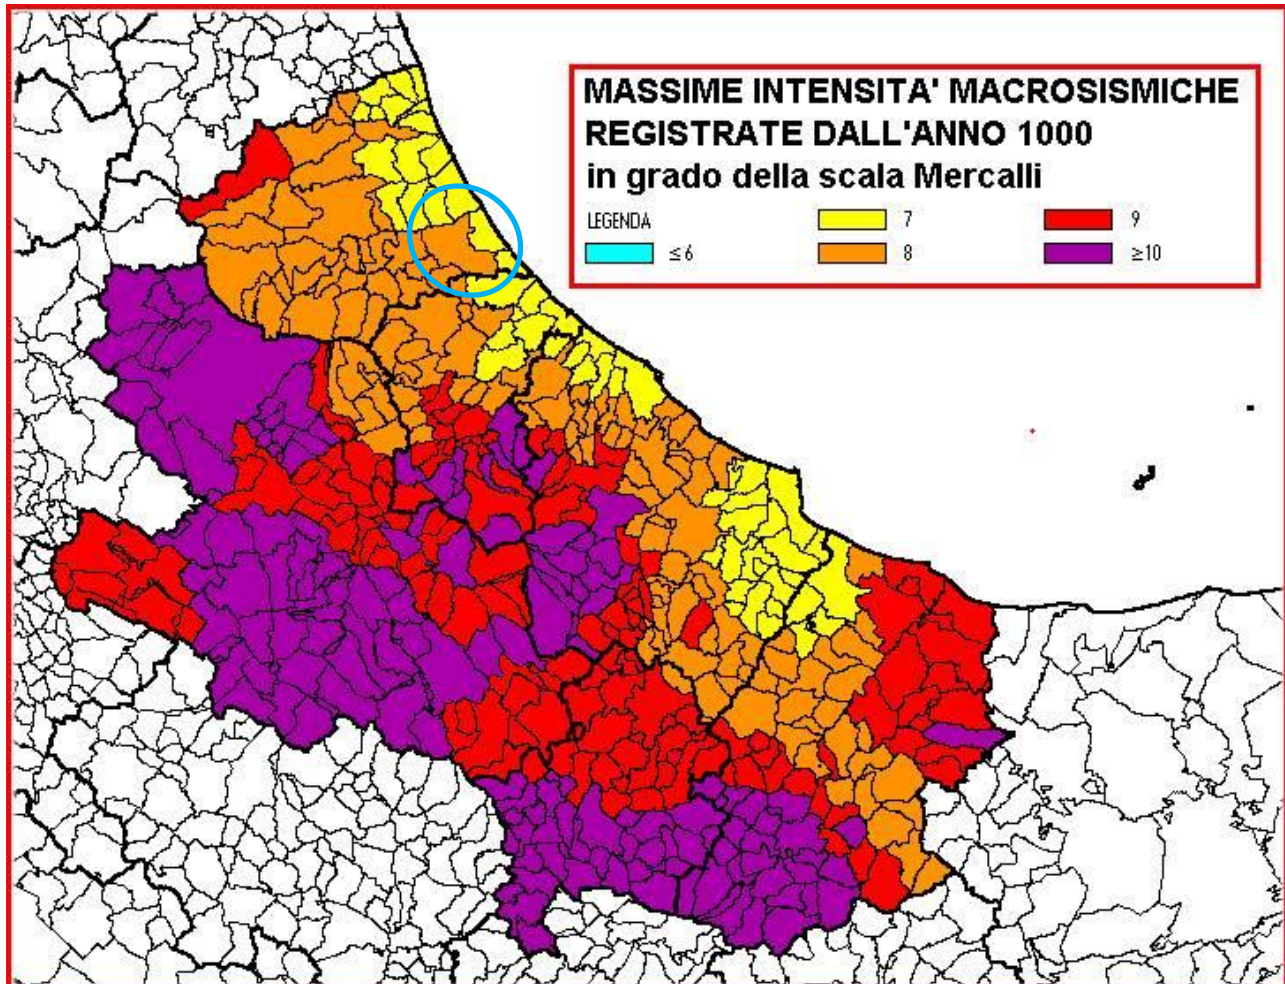 MASSIME INTENSITA' MACROSISMICHE
REGISTRATE DALL'ANNO 1000
in grado della scala Mercalli
LEGENDA
7
9
≤6
8
≥10